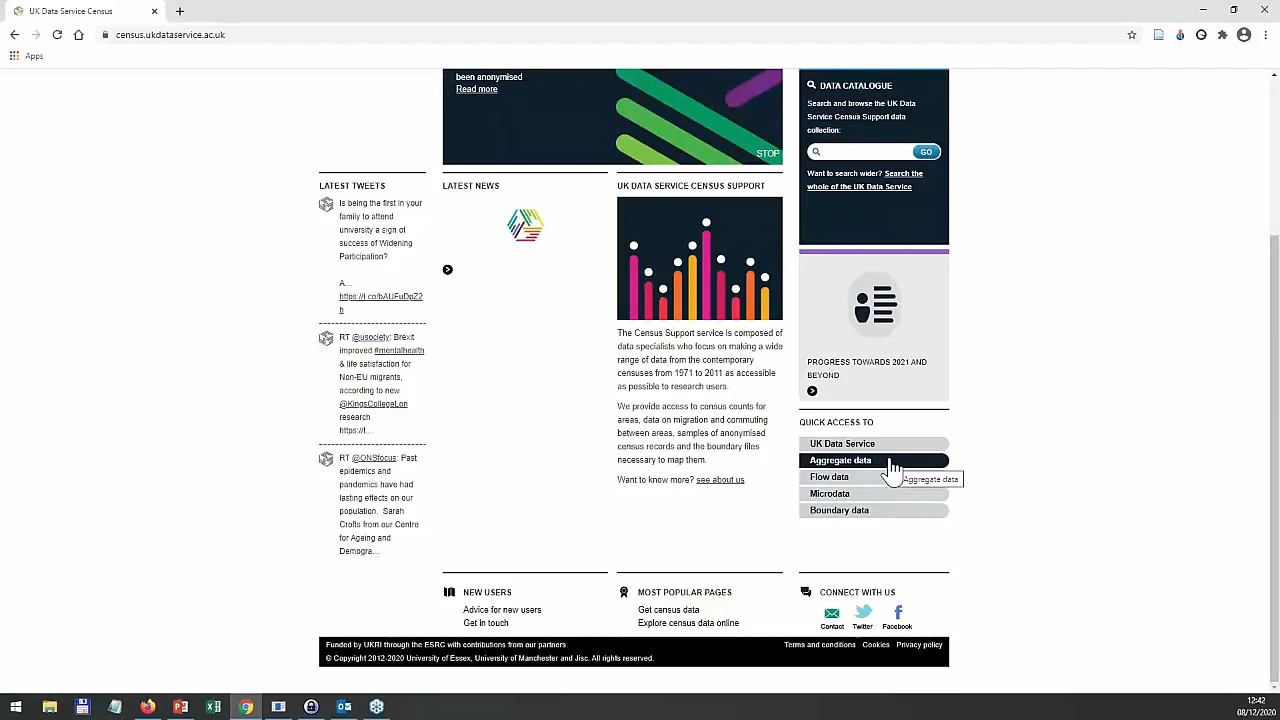 UK Data Service Census
census.ukdataservice.ac.uk
Apps
been anonymised
Read more
STOP
DATA CATALOGUE
Search and browse the UK Data
Service Census Support data
collection:
GO
Want to search wider? Search the
whole of the UK Data Service
LATEST TWEETS
Is being the first in your
family to attend
university a sign of
success of Widening
Participation?
A...
https://t.co/bAUFuDpZ2
h
RT @usociety: Brexit
improved #mentalhealth
& life satisfaction for
Non-EU migrants,
according to new
@KingsCollegeLon
research
https://t....
RT @ONSfocus: Past
epidemics and
pandemics have had
lasting effects on our
population. Sarah
Crofts from our Centre
for Ageing and
Demogra...
LATEST NEWS
UK DATA SERVICE CENSUS SUPPORT
The Census Support service is composed of
data specialists who focus on making a wide
range of data from the contemporary
censuses from 1971 to 2011 as accessible
as possible to research users.
We provide access to census counts for
areas, data on migration and commuting
between areas, samples of anonymised
census records and the boundary files
necessary to map them.
Want to know more? see about us
PROGRESS TOWARDS 2021 AND
BEYOND
QUICK ACCESS TO
UK Data Service
Aggregate data
Flow data
Aggregate data
Microdata
Boundary data
NEW USERS
Advice for new users
Get in touch
MOST POPULAR PAGES
Get census data
Explore census data online
CONNECT WITH US
Contact Twitter Facebook
Funded by UKRI through the ESRC with contributions from our partners.
Terms and conditions Cookies Privacy policy
© Copyright 2012-2020 University of Essex, University of Manchester and Jisc. All rights reserved.
12:42
08/12/2020